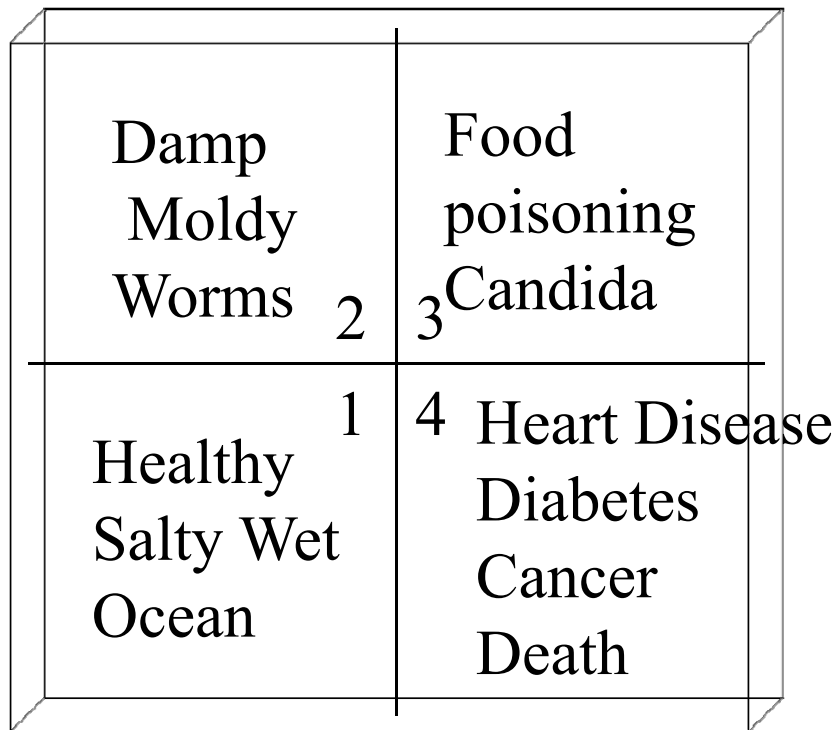 Damp
Moldy
Worms
2
Food
poisoning
Candida
3
1
Healthy
Salty Wet
Ocean
4
Heart Disease
Diabetes
Cancer
Death